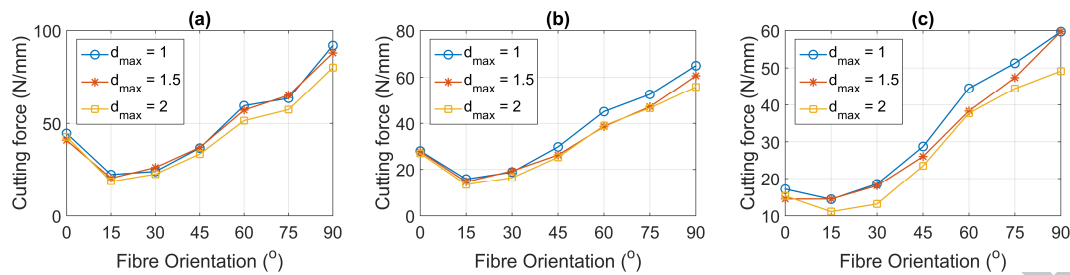 (a)
Cutting force (N/mm)
100
50
0
d_max = 1
d_max = 1.5
d_max = 2
0 15 30 45 60 75 90
Fibre Orientation (°)
(b)
Cutting force (N/mm)
80
60
40
20
0
d_max = 1
d_max = 1.5
d_max = 2
0 15 30 45 60 75 90
Fibre Orientation (°)
(c)
Cutting force (N/mm)
60
50
40
30
20
10
d_max = 1
d_max = 1.5
d_max = 2
0 15 30 45 60 75 90
Fibre Orientation (°)